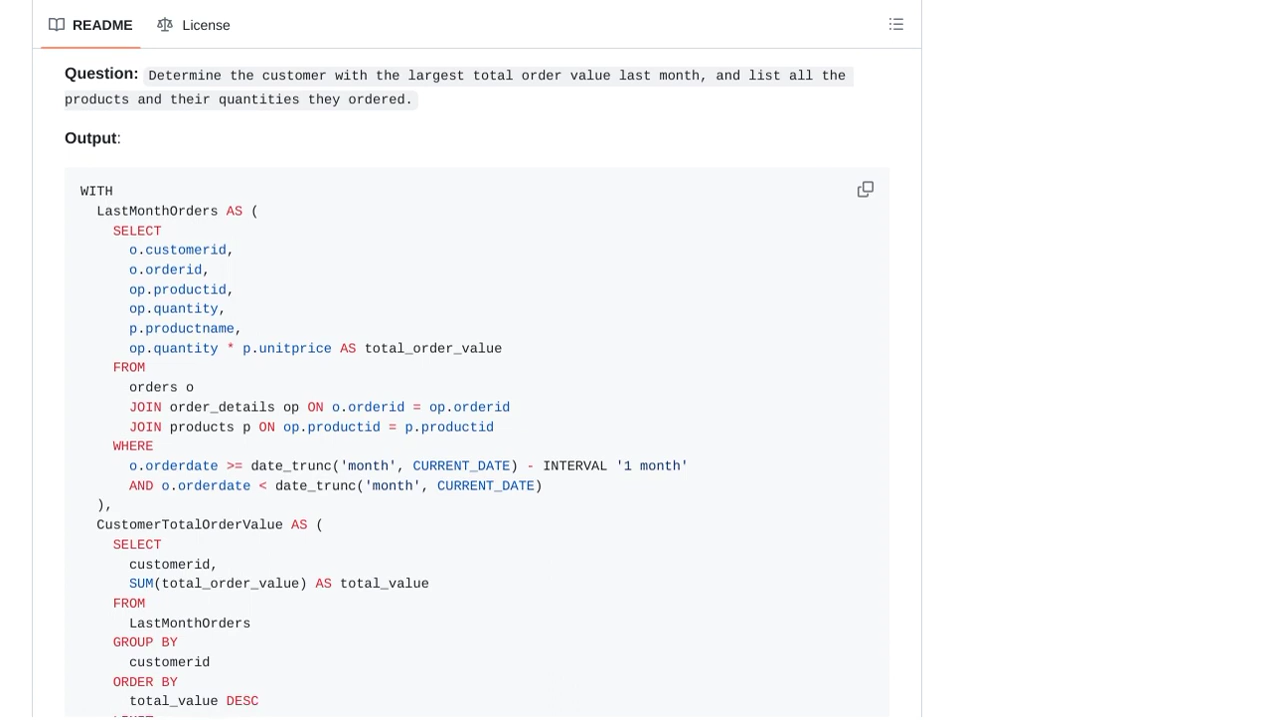 README License
Question: Determine the customer with the largest total order value last month, and list all the
products and their quantities they ordered.
Output:
WITH
  LastMonthOrders AS (
    SELECT
      o.customerid,
      o.orderid,
      op.productid,
      op.quantity,
      p.productname,
      op.quantity * p.unitprice AS total_order_value
    FROM
      orders o
      JOIN order_details op ON o.orderid = op.orderid
      JOIN products p ON op.productid = p.productid
    WHERE
      o.orderdate >= date_trunc('month', CURRENT_DATE) - INTERVAL '1 month'
      AND o.orderdate < date_trunc('month', CURRENT_DATE)
  ),
  CustomerTotalOrderValue AS (
    SELECT
      customerid,
      SUM(total_order_value) AS total_value
    FROM
      LastMonthOrders
    GROUP BY
      customerid
    ORDER BY
      total_value DESC